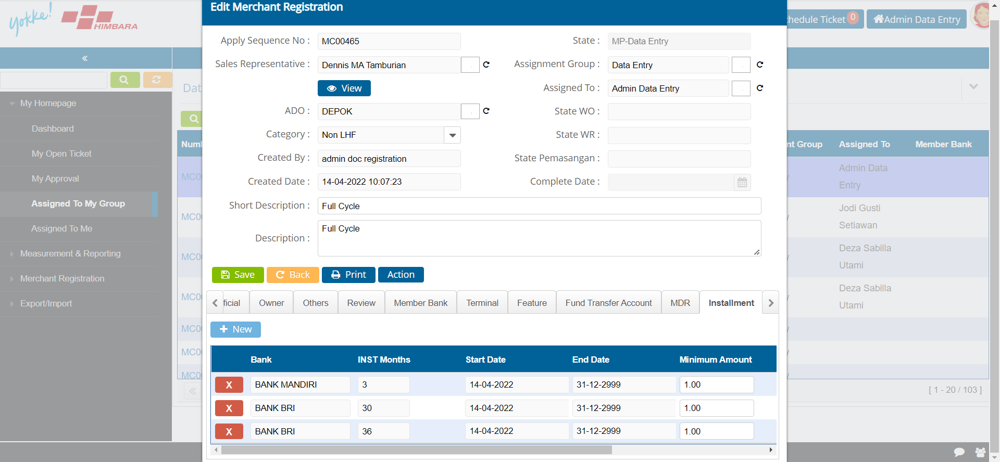 yokke!
HIMBARA
Edit Merchant Registration
hedule Ticket
0
Admin Data Entry
Apply Sequence No :
MC00465
State :
MP-Data Entry
Sales Representative :
Dennis MA Tamburian
Assignment Group :
Data Entry
View
Assigned To :
Admin Data Entry
ADO :
DEPOK
State WO :
Category :
Non LHF
State WR :
Created By :
admin doc registration
State Pemasangan :
Created Date :
14-04-2022 10:07:23
Complete Date :
Short Description :
Full Cycle
Description :
Full Cycle
Save
Back
Print
Action
ficial
Owner
Others
Review
Member Bank
Terminal
Feature
Fund Transfer Account
MDR
Installment
New
Bank
INST Months
Start Date
End Date
Minimum Amount
X
BANK MANDIRI
3
14-04-2022
31-12-2999
1.00
X
BANK BRI
30
14-04-2022
31-12-2999
1.00
X
BANK BRI
36
14-04-2022
31-12-2999
1.00
My Homepage
Dashboard
My Open Ticket
My Approval
Assigned To My Group
Assigned To Me
Measurement & Reporting
Merchant Registration
Export/Import
Dat
Num
MC00
MC00
MC00
MC00
MC00
MC00
MC00
nt Group
Assigned To
Member Bank
Admin Data
Entry
Jodi Gusti
Setiawan
Deza Sabilla
Utami
Deza Sabilla
Utami
[ 1 - 20 / 103 ]